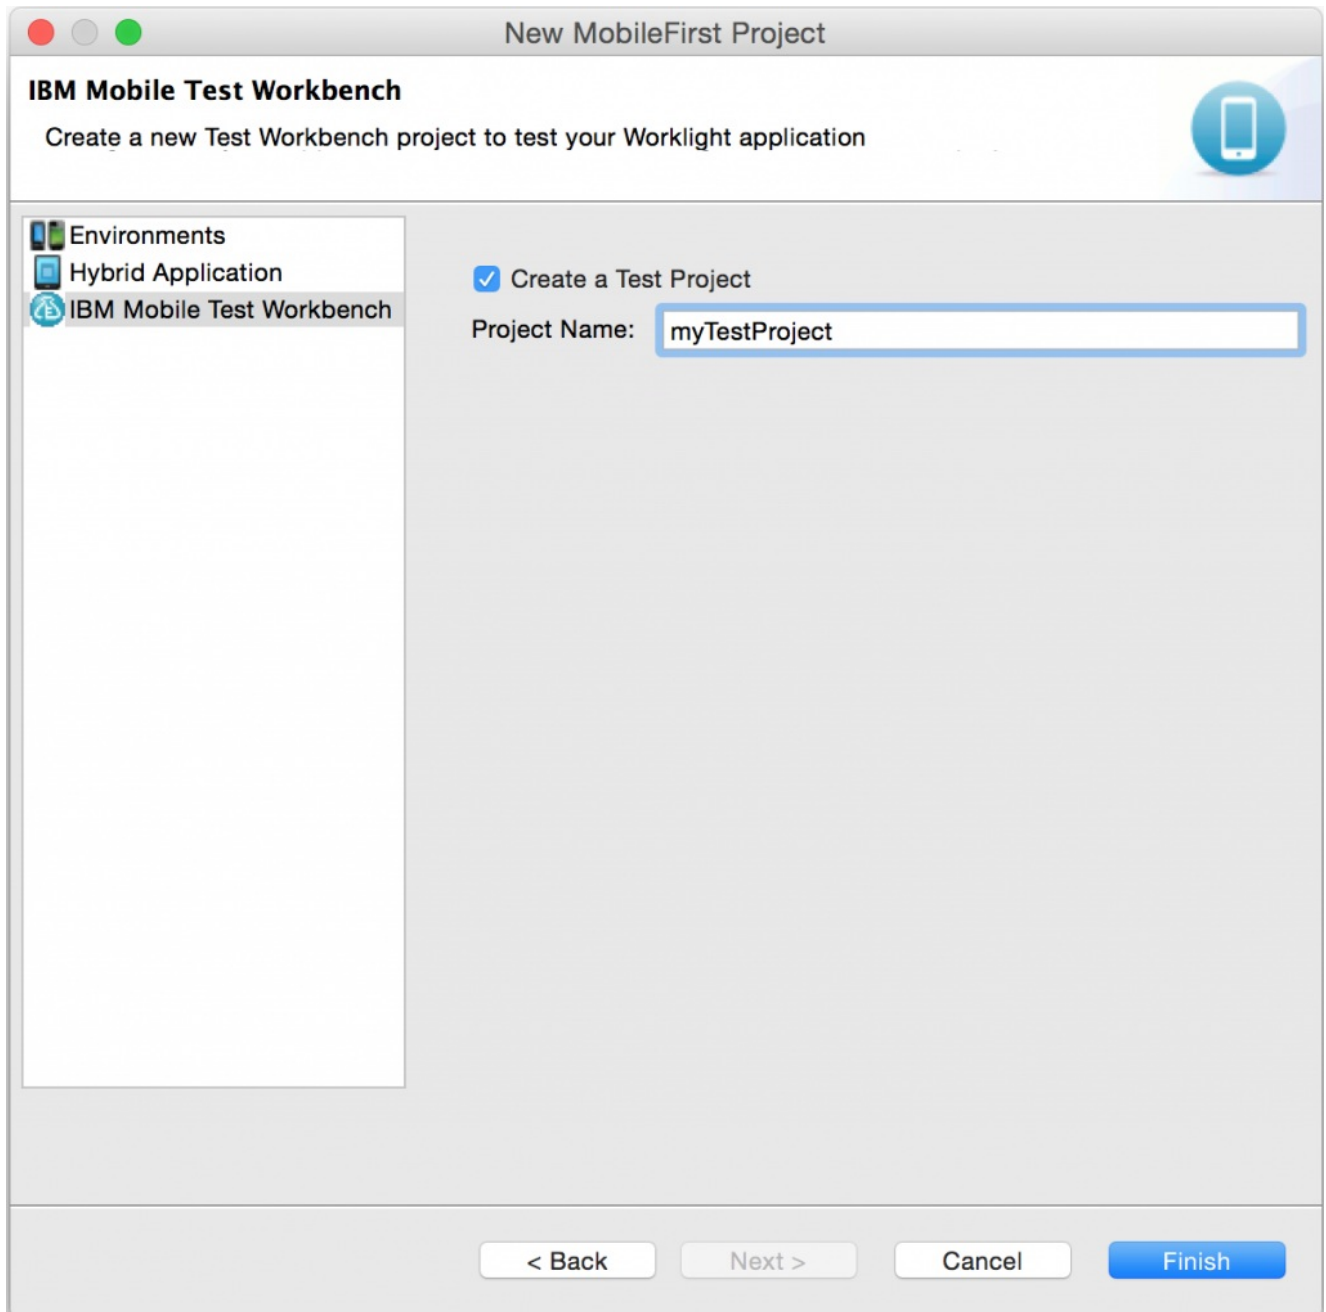 New MobileFirst Project
IBM Mobile Test Workbench
Create a new Test Workbench project to test your Worklight application
Environments
Hybrid Application
IBM Mobile Test Workbench
Create a Test Project
Project Name: myTestProject
< Back Next > Cancel Finish